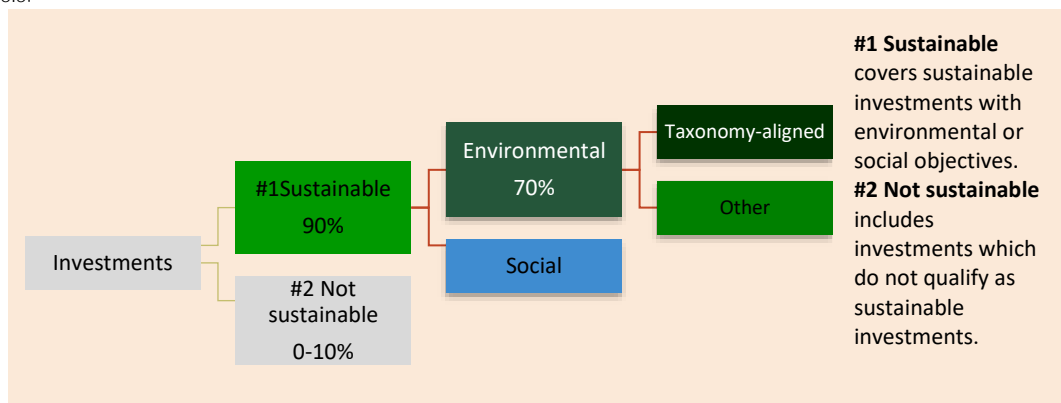 Investments
#1Sustainable
90%
#2 Not
sustainable
0-10%
Environmental
70%
Social
Taxonomy-aligned
Other
#1 Sustainable
covers sustainable
investments with
environmental or
social objectives.
#2 Not sustainable
includes
investments which
do not qualify as
sustainable
investments.